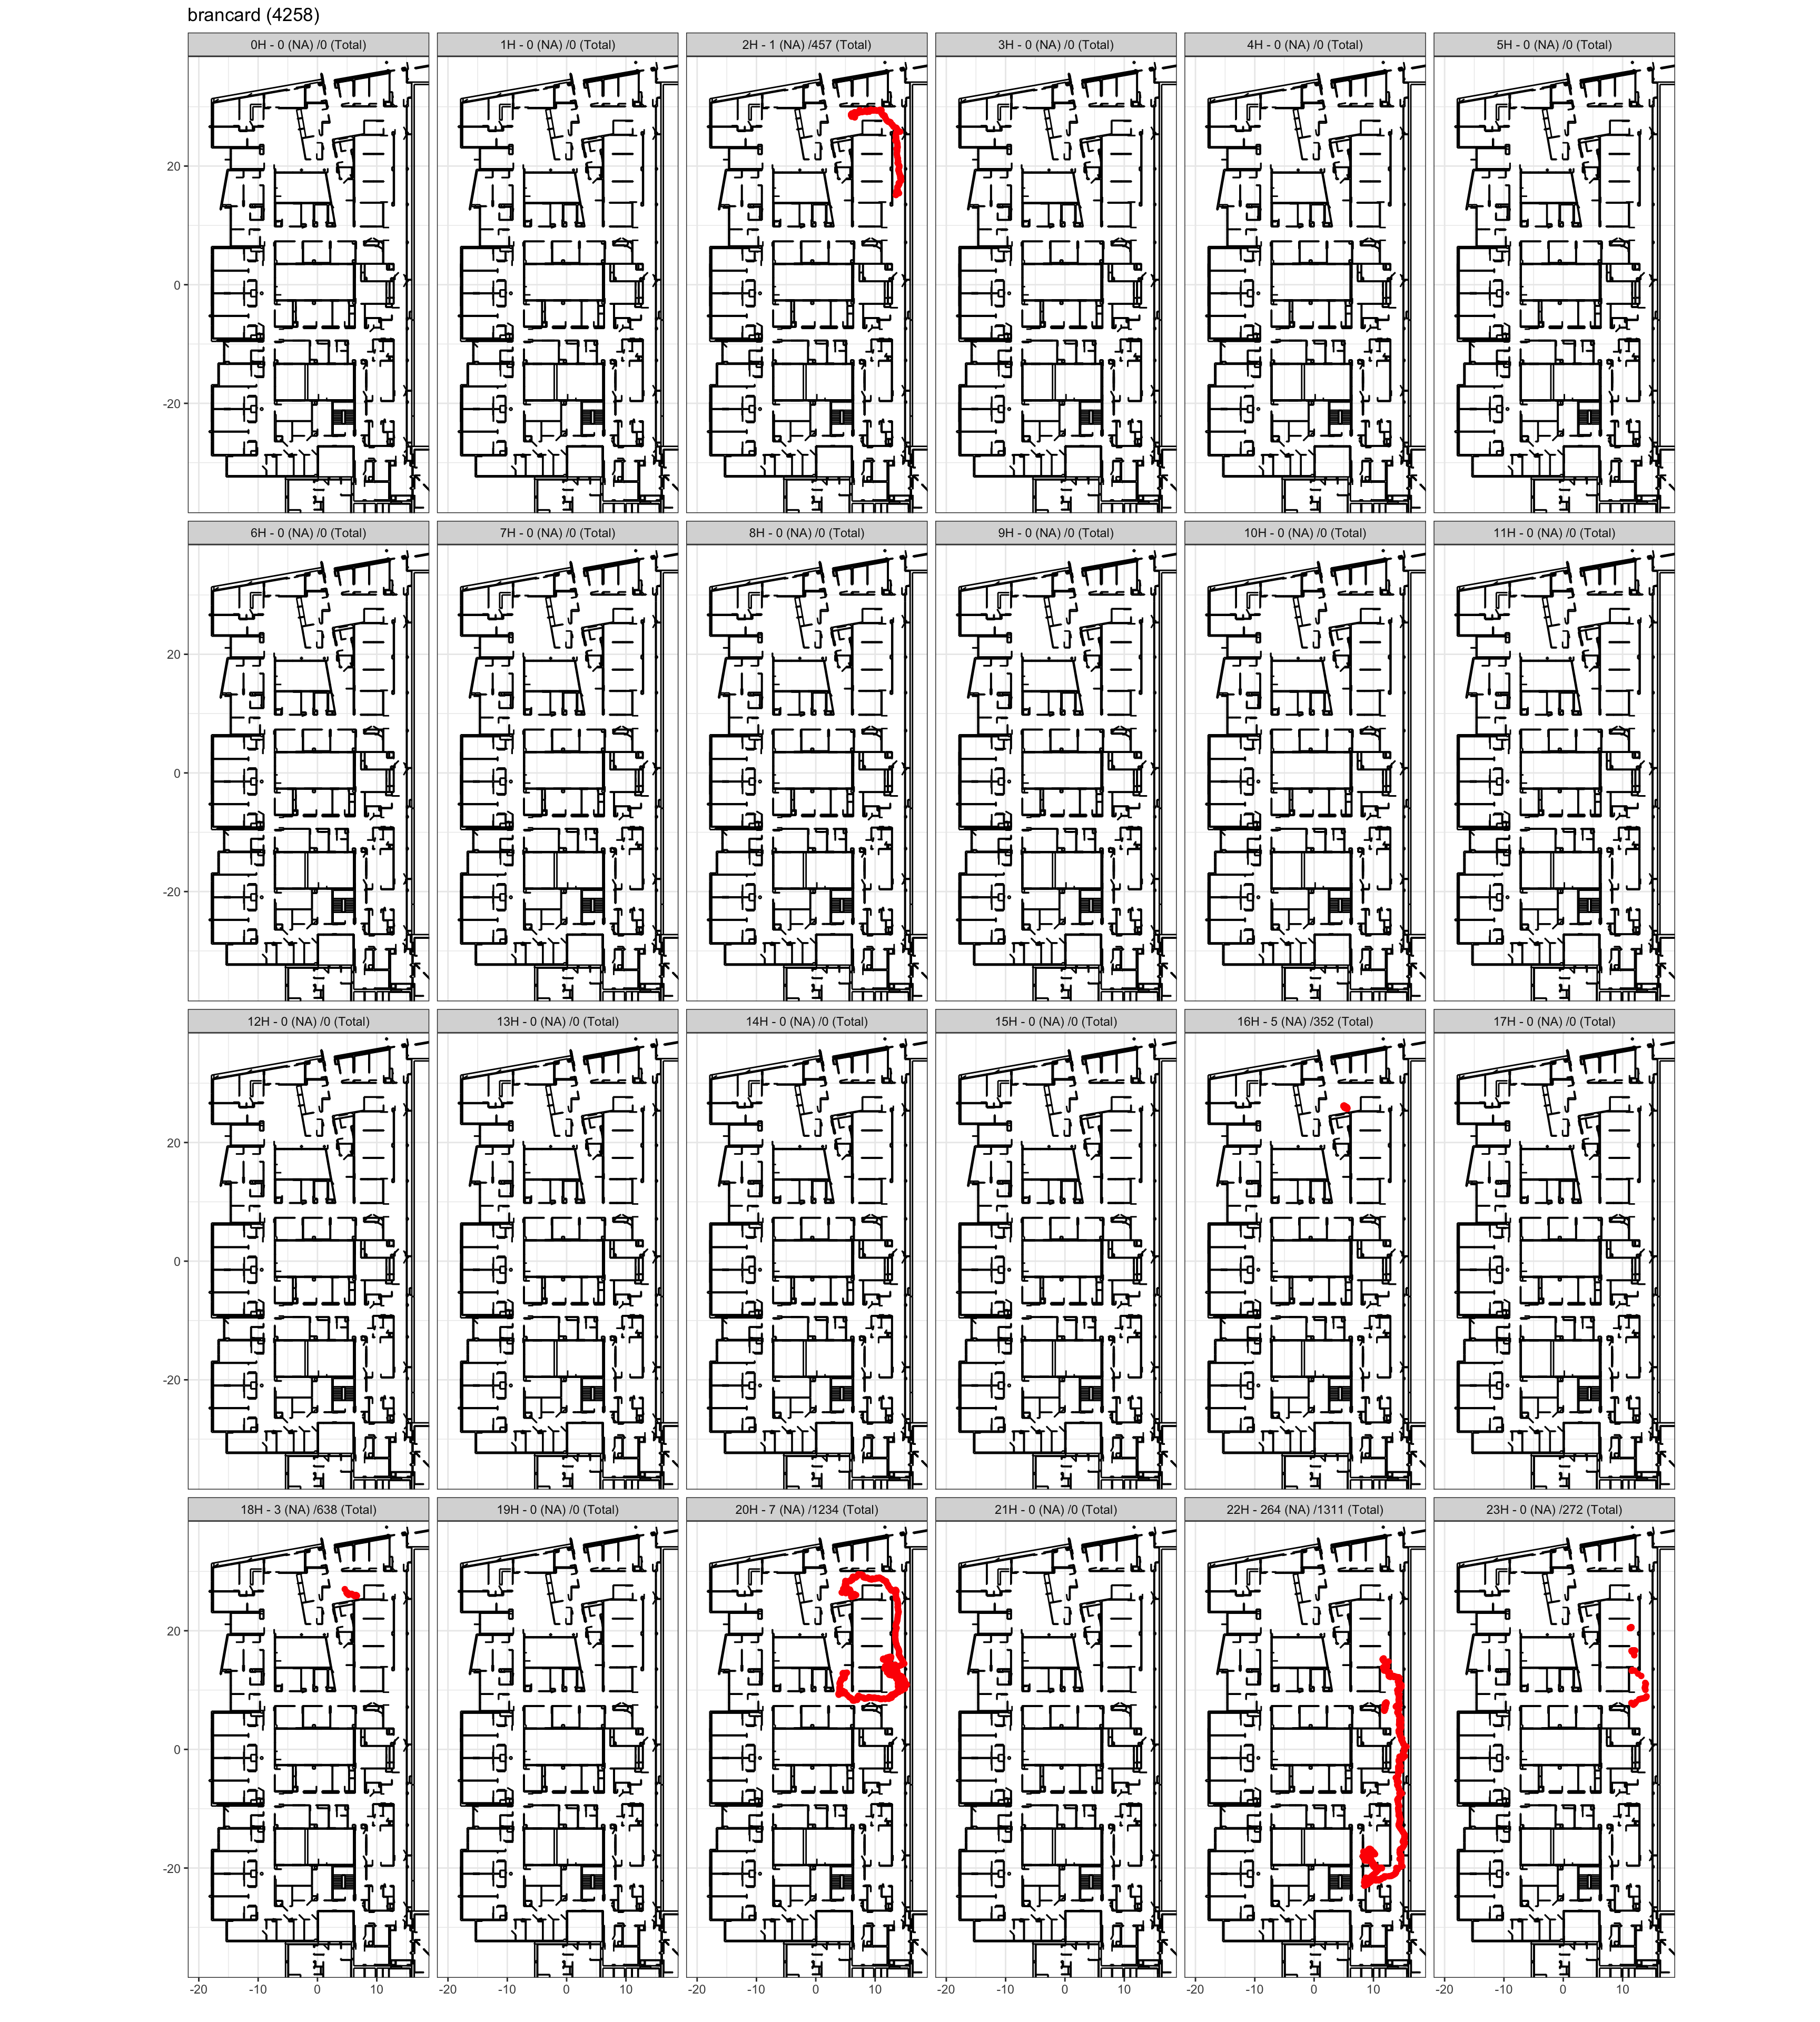 brancard (4258)
0H - 0 (NA) /0 (Total)
1H - 0 (NA) /0 (Total)
2H - 1 (NA) /457 (Total)
3H - 0 (NA) /0 (Total)
4H - 0 (NA) /0 (Total)
5H - 0 (NA) /0 (Total)
20
0
-20
6H - 0 (NA) /0 (Total)
7H - 0 (NA) /0 (Total)
8H - 0 (NA) /0 (Total)
9H - 0 (NA) /0 (Total)
10H - 0 (NA) /0 (Total)
11H - 0 (NA) /0 (Total)
20
0
-20
12H - 0 (NA) /0 (Total)
13H - 0 (NA) /0 (Total)
14H - 0 (NA) /0 (Total)
15H - 0 (NA) /0 (Total)
16H - 5 (NA) /352 (Total)
17H - 0 (NA) /0 (Total)
20
0
-20
18H - 3 (NA) /638 (Total)
19H - 0 (NA) /0 (Total)
20H - 7 (NA) /1234 (Total)
21H - 0 (NA) /0 (Total)
22H - 264 (NA) /1311 (Total)
23H - 0 (NA) /272 (Total)
20
0
-20
-20 -10 0 10
-20 -10 0 10
-20 -10 0 10
-20 -10 0 10
-20 -10 0 10
-20 -10 0 10